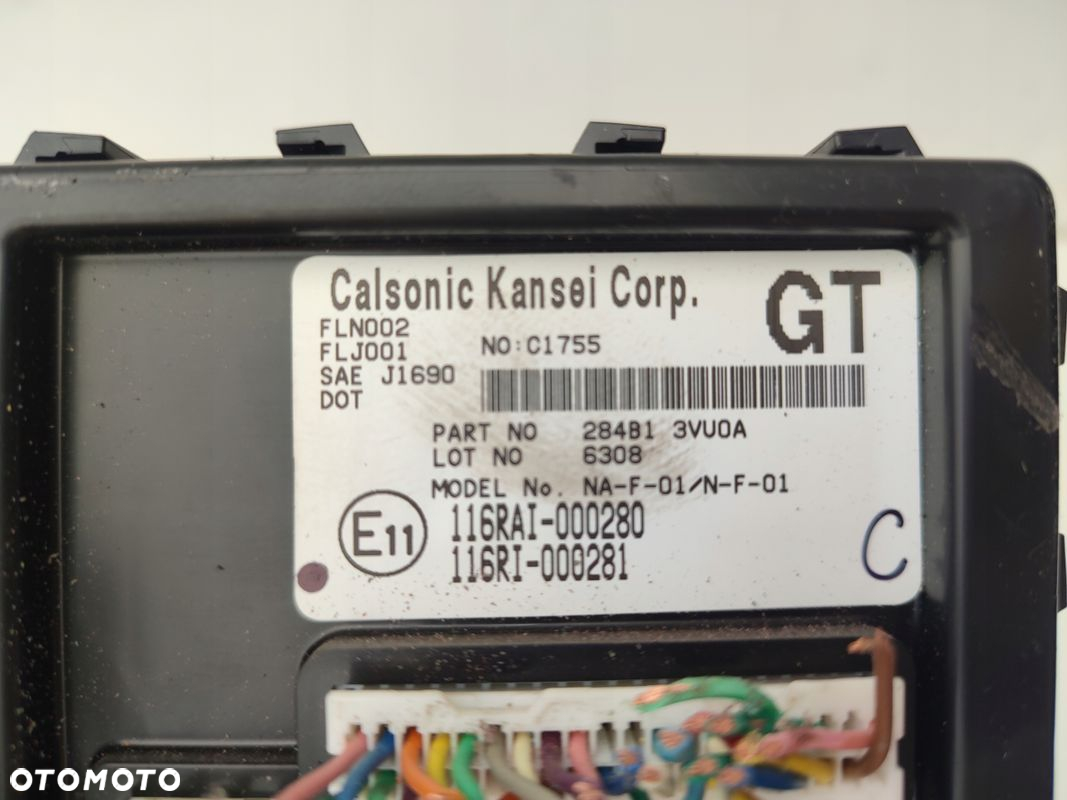 Calsonic Kansei Corp.
GT
FLN002
FLJ001
NO:C1755
SAE J1690
DOT
PART NO 284B1 3VU0A
LOT NO 6308
MODEL No. NA-F-01/N-F-01
E11
116RAI-000280
116RI-000281
C
OTOMOTO